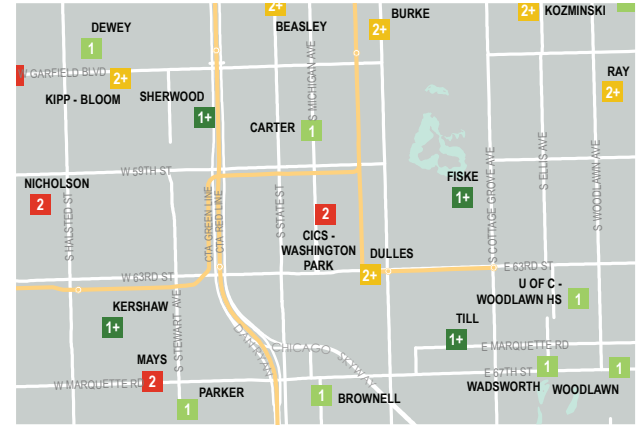 DEWEY
1
BEASLEY
2+
BURKE
2+
2+
KOZMINSKI
W GARFIELD BLVD
2+
KIPP - BLOOM
SHERWOOD
1+
S MICHIGAN AVE
CARTER
1
RAY
2+
W 59TH ST
NICHOLSON
2
S HALSTED ST
CTA GREEN LINE
CTA RED LINE
S STATE ST
2
CICS -
WASHINGTON
PARK
FISKE
1+
S COTTAGE GROVE AVE
S ELLIS AVE
S WOODLAWN AVE
DULLES
2+
W 63RD ST
E 63RD ST
U OF C -
WOODLAWN HS
1
KERSHAW
1+
S STEWART AVE
DAN RYAN
CHICAGO SKYWAY
TILL
1+
E MARQUETTE RD
MAYS
2
W MARQUETTE RD
PARKER
1
1
BROWNELL
E 67TH ST
1
WADSWORTH
1
WOODLAWN